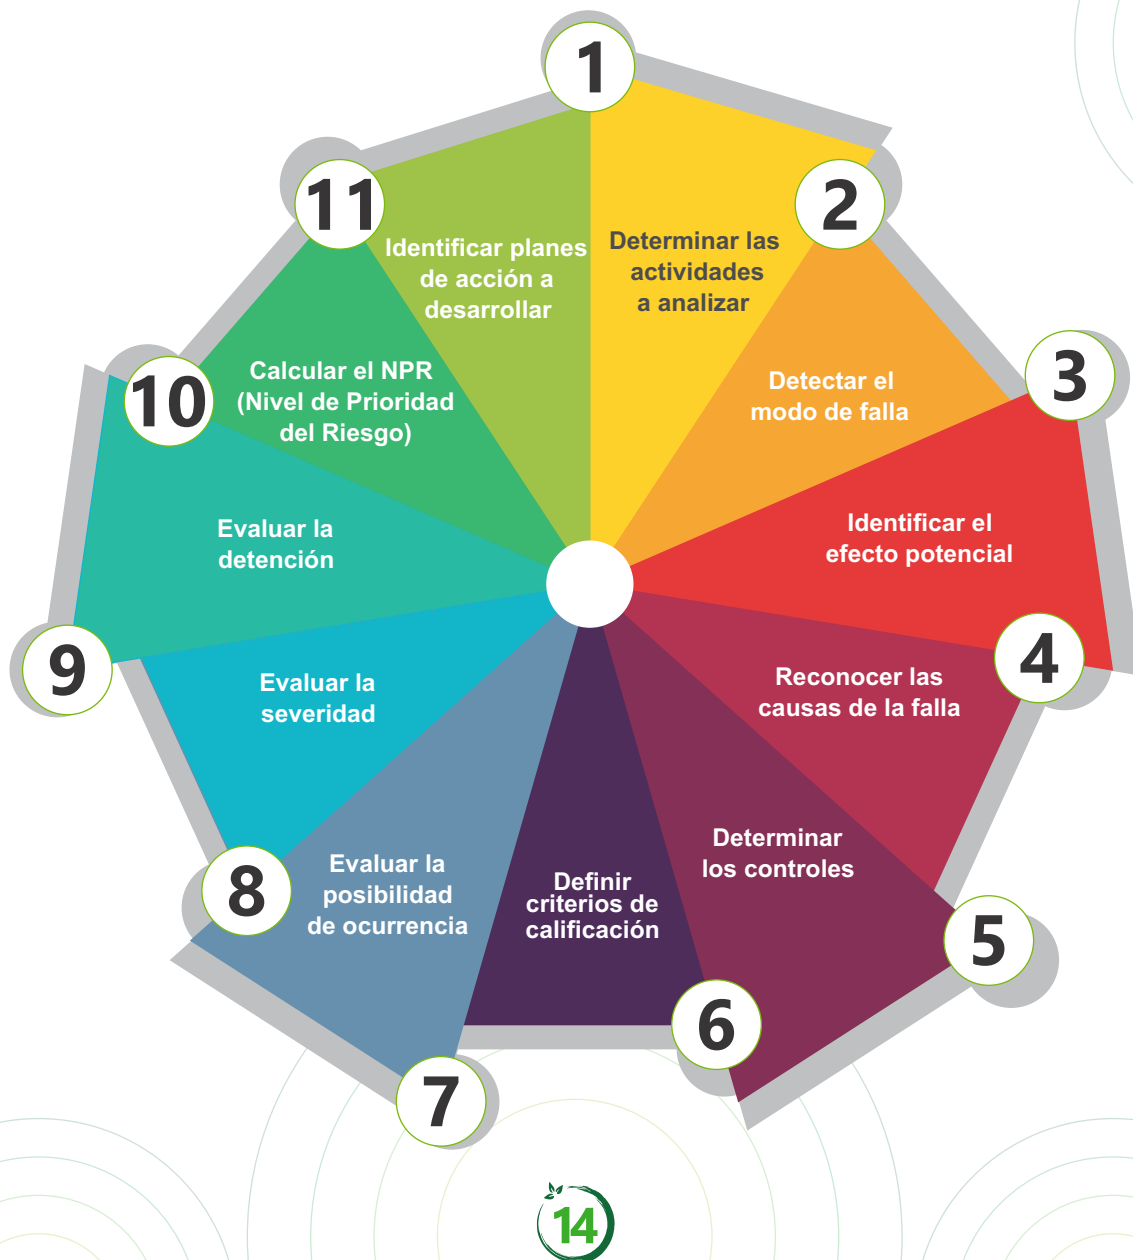 1
Determinar las
actividades
a analizar
2
Detectar el
modo de falla
3
Identificar el
efecto potencial
4
Reconocer las
causas de la falla
5
Determinar
los controles
6
Definir
criterios de
calificación
7
Evaluar la
posibilidad
de ocurrencia
8
Evaluar la
severidad
9
Evaluar la
detención
10
Calcular el NPR
(Nivel de Prioridad
del Riesgo)
11
Identificar planes
de acción a
desarrollar
14